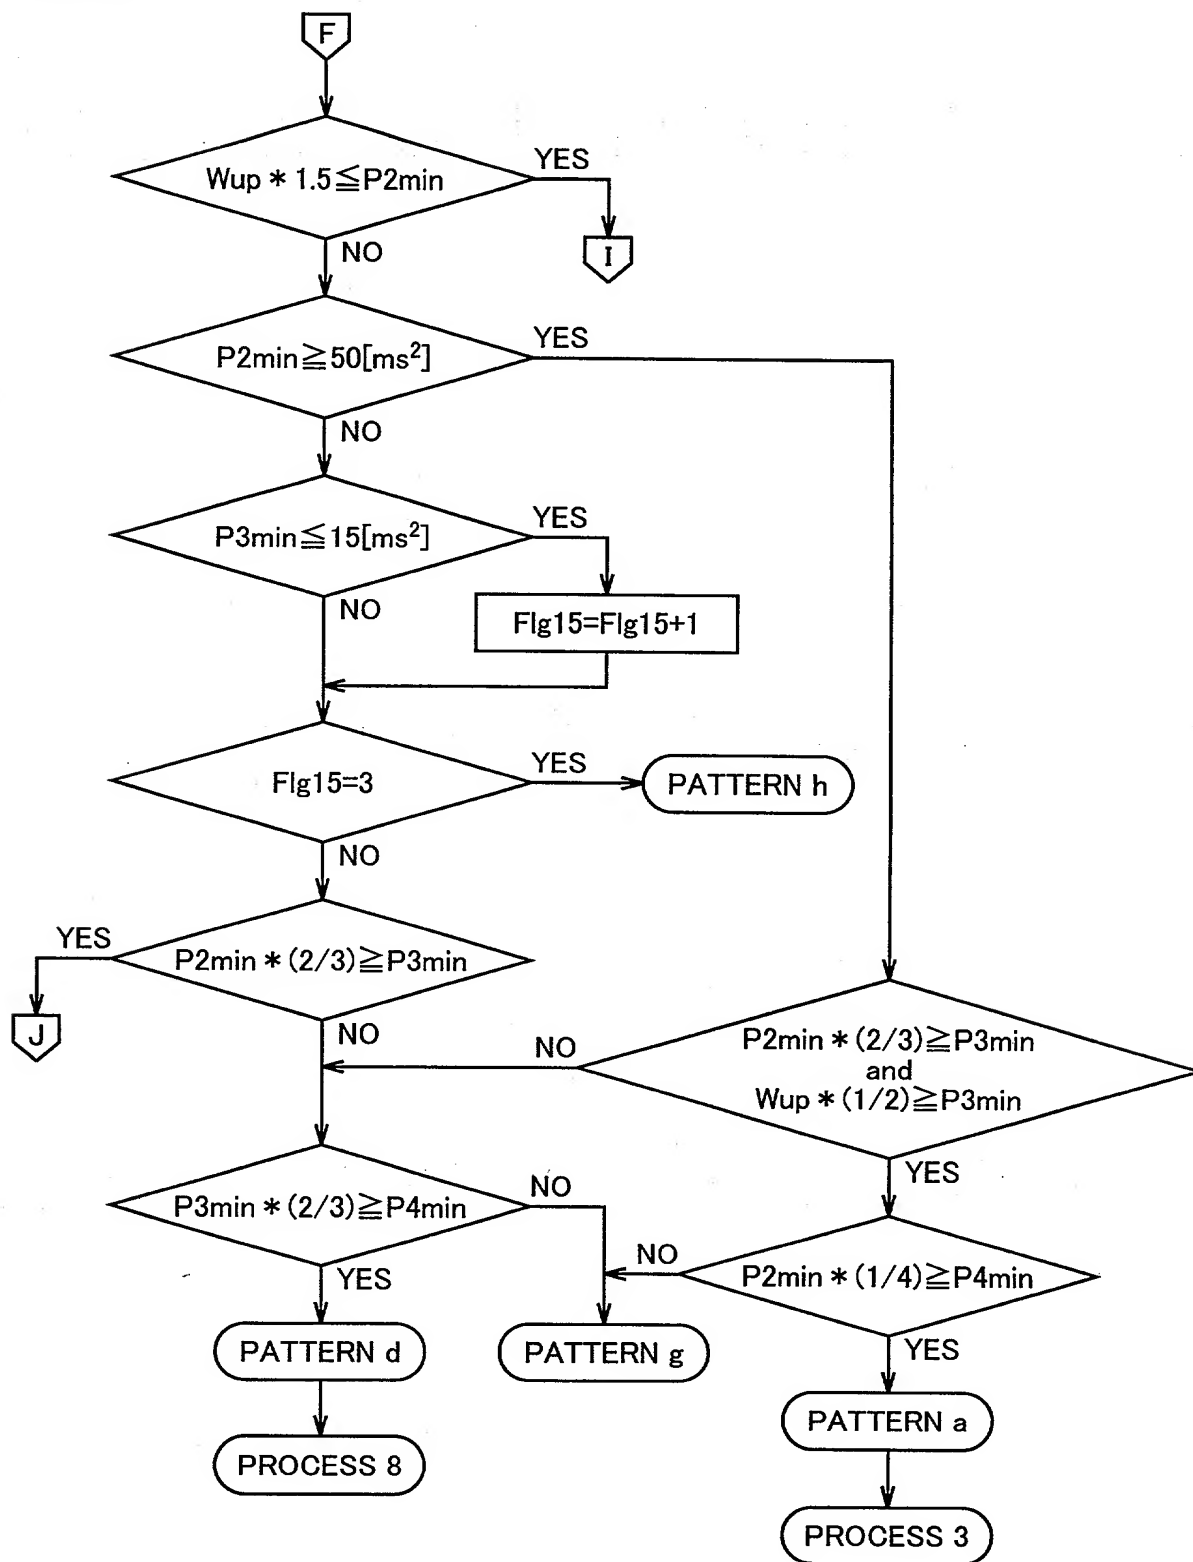 F
Wup * 1.5≦P2min
YES
I
NO
P2min≧50[ms²]
YES
NO
P3min≦15[ms²]
YES
NO
Flg15=Flg15+1
Flg15=3
YES
PATTERN h
NO
YES
P2min * (2/3)≧P3min
J
NO
NO
P2min * (2/3)≧P3min
and
Wup * (1/2)≧P3min
YES
P3min * (2/3)≧P4min
NO
YES
NO
P2min * (1/4)≧P4min
YES
PATTERN d
PATTERN g
PATTERN a
PROCESS 8
PROCESS 3